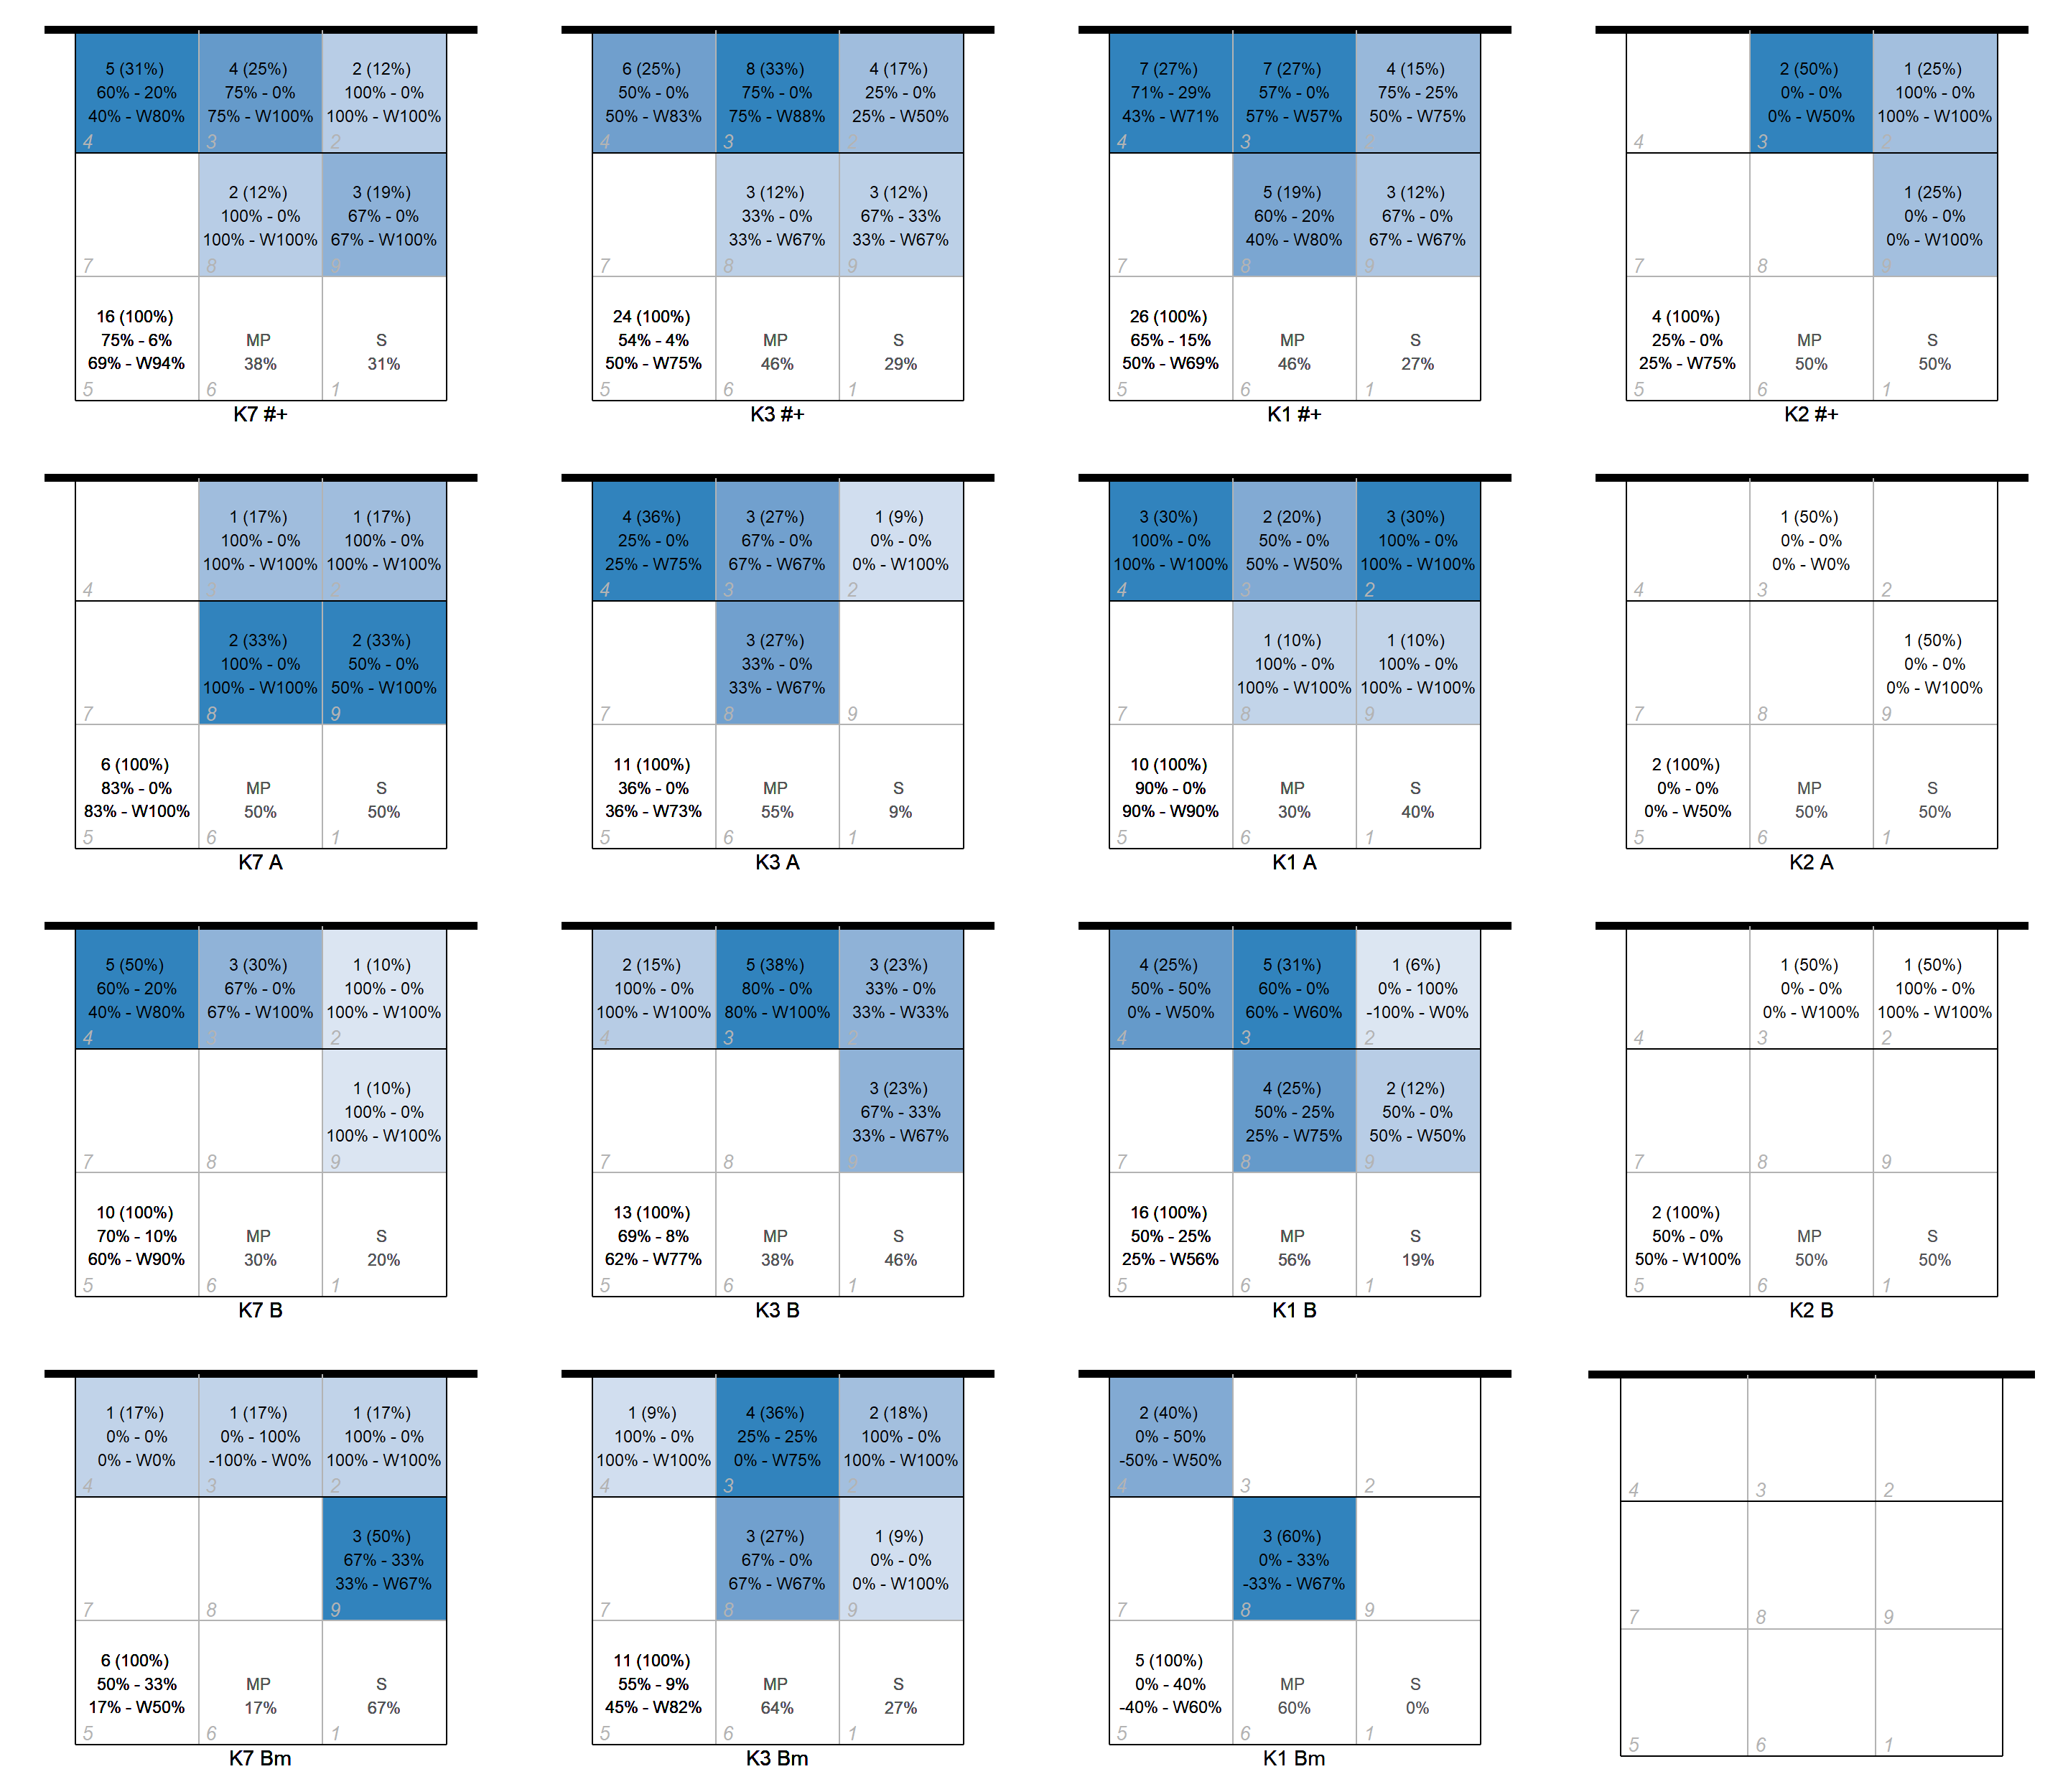 5 (31%)
60% - 20%
40% - W80%
4
4 (25%)
75% - 0%
75% - W100%
3
2 (12%)
100% - 0%
100% - W100%
2
7
2 (12%)
100% - 0%
100% - W100%
8
3 (19%)
67% - 0%
67% - W100%
9
16 (100%)
75% - 6%
69% - W94%
5
MP
38%
6
S
31%
1
K7 #+
6 (25%)
50% - 0%
50% - W83%
4
8 (33%)
75% - 0%
75% - W88%
3
4 (17%)
25% - 0%
25% - W50%
2
7
3 (12%)
33% - 0%
33% - W67%
8
3 (12%)
67% - 33%
33% - W67%
9
24 (100%)
54% - 4%
50% - W75%
5
MP
46%
6
S
29%
1
K3 #+
7 (27%)
71% - 29%
43% - W71%
4
7 (27%)
57% - 0%
57% - W57%
3
4 (15%)
75% - 25%
50% - W75%
2
7
5 (19%)
60% - 20%
40% - W80%
8
3 (12%)
67% - 0%
67% - W67%
9
26 (100%)
65% - 15%
50% - W69%
5
MP
46%
6
S
27%
1
K1 #+
4
2 (50%)
0% - 0%
0% - W50%
3
1 (25%)
100% - 0%
100% - W100%
2
7
8
1 (25%)
0% - 0%
0% - W100%
9
4 (100%)
25% - 0%
25% - W75%
5
MP
50%
6
S
50%
1
K2 #+
4
1 (17%)
100% - 0%
100% - W100%
3
1 (17%)
100% - 0%
100% - W100%
2
7
2 (33%)
100% - 0%
100% - W100%
8
2 (33%)
50% - 0%
50% - W100%
9
6 (100%)
83% - 0%
83% - W100%
5
MP
50%
6
S
50%
1
K7 A
4 (36%)
25% - 0%
25% - W75%
4
3 (27%)
67% - 0%
67% - W67%
3
1 (9%)
0% - 0%
0% - W100%
2
7
3 (27%)
33% - 0%
33% - W67%
8
9
11 (100%)
36% - 0%
36% - W73%
5
MP
55%
6
S
9%
1
K3 A
3 (30%)
100% - 0%
100% - W100%
4
2 (20%)
50% - 0%
50% - W50%
3
3 (30%)
100% - 0%
100% - W100%
2
7
1 (10%)
100% - 0%
100% - W100%
8
1 (10%)
100% - 0%
100% - W100%
9
10 (100%)
90% - 0%
90% - W90%
5
MP
30%
6
S
40%
1
K1 A
4
1 (50%)
0% - 0%
0% - W0%
3
2
7
8
1 (50%)
0% - 0%
0% - W100%
9
2 (100%)
0% - 0%
0% - W50%
5
MP
50%
6
S
50%
1
K2 A
5 (50%)
60% - 20%
40% - W80%
4
3 (30%)
67% - 0%
67% - W100%
3
1 (10%)
100% - 0%
100% - W100%
2
7
8
1 (10%)
100% - 0%
100% - W100%
9
10 (100%)
70% - 10%
60% - W90%
5
MP
30%
6
S
20%
1
K7 B
2 (15%)
100% - 0%
100% - W100%
4
5 (38%)
80% - 0%
80% - W100%
3
3 (23%)
33% - 0%
33% - W33%
2
7
8
3 (23%)
67% - 33%
33% - W67%
9
13 (100%)
69% - 8%
62% - W77%
5
MP
38%
6
S
46%
1
K3 B
4 (25%)
50% - 50%
0% - W50%
4
5 (31%)
60% - 0%
60% - W60%
3
1 (6%)
0% - 100%
-100% - W0%
2
7
4 (25%)
50% - 25%
25% - W75%
8
2 (12%)
50% - 0%
50% - W50%
9
16 (100%)
50% - 25%
25% - W56%
5
MP
56%
6
S
19%
1
K1 B
4
1 (50%)
0% - 0%
0% - W100%
3
1 (50%)
100% - 0%
100% - W100%
2
7
8
9
2 (100%)
50% - 0%
50% - W100%
5
MP
50%
6
S
50%
1
K2 B
1 (17%)
0% - 0%
0% - W0%
4
1 (17%)
0% - 100%
-100% - W0%
3
1 (17%)
100% - 0%
100% - W100%
2
7
8
3 (50%)
67% - 33%
33% - W67%
9
6 (100%)
50% - 33%
17% - W50%
5
MP
17%
6
S
67%
1
K7 Bm
1 (9%)
100% - 0%
100% - W100%
4
4 (36%)
25% - 25%
0% - W75%
3
2 (18%)
100% - 0%
100% - W100%
2
7
3 (27%)
67% - 0%
67% - W67%
8
1 (9%)
0% - 0%
0% - W100%
9
11 (100%)
55% - 9%
45% - W82%
5
MP
64%
6
S
27%
1
K3 Bm
2 (40%)
0% - 50%
-50% - W50%
4
3
2
7
3 (60%)
0% - 33%
-33% - W67%
8
9
5 (100%)
0% - 40%
-40% - W60%
5
MP
60%
6
S
0%
1
K1 Bm
4
3
2
7
8
9
5
6
1